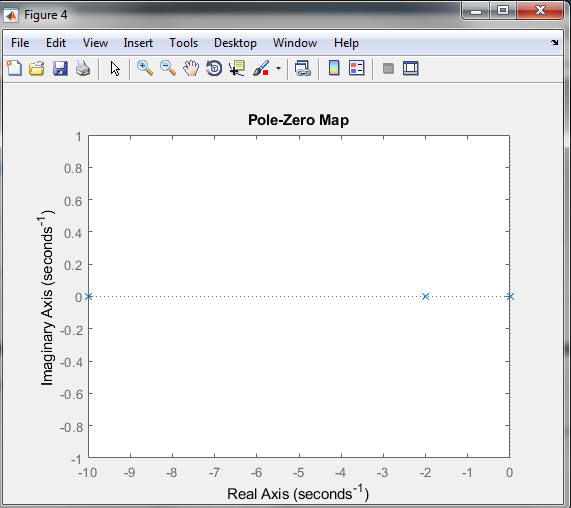 Figure 4
File Edit View Insert Tools Desktop Window Help
Pole-Zero Map
1
0.8
0.6
0.4
0.2
0
-0.2
-0.4
-0.6
-0.8
-1
Imaginary Axis (seconds-1)
-10 -9 -8 -7 -6 -5 -4 -3 -2 -1 0
Real Axis (seconds-1)